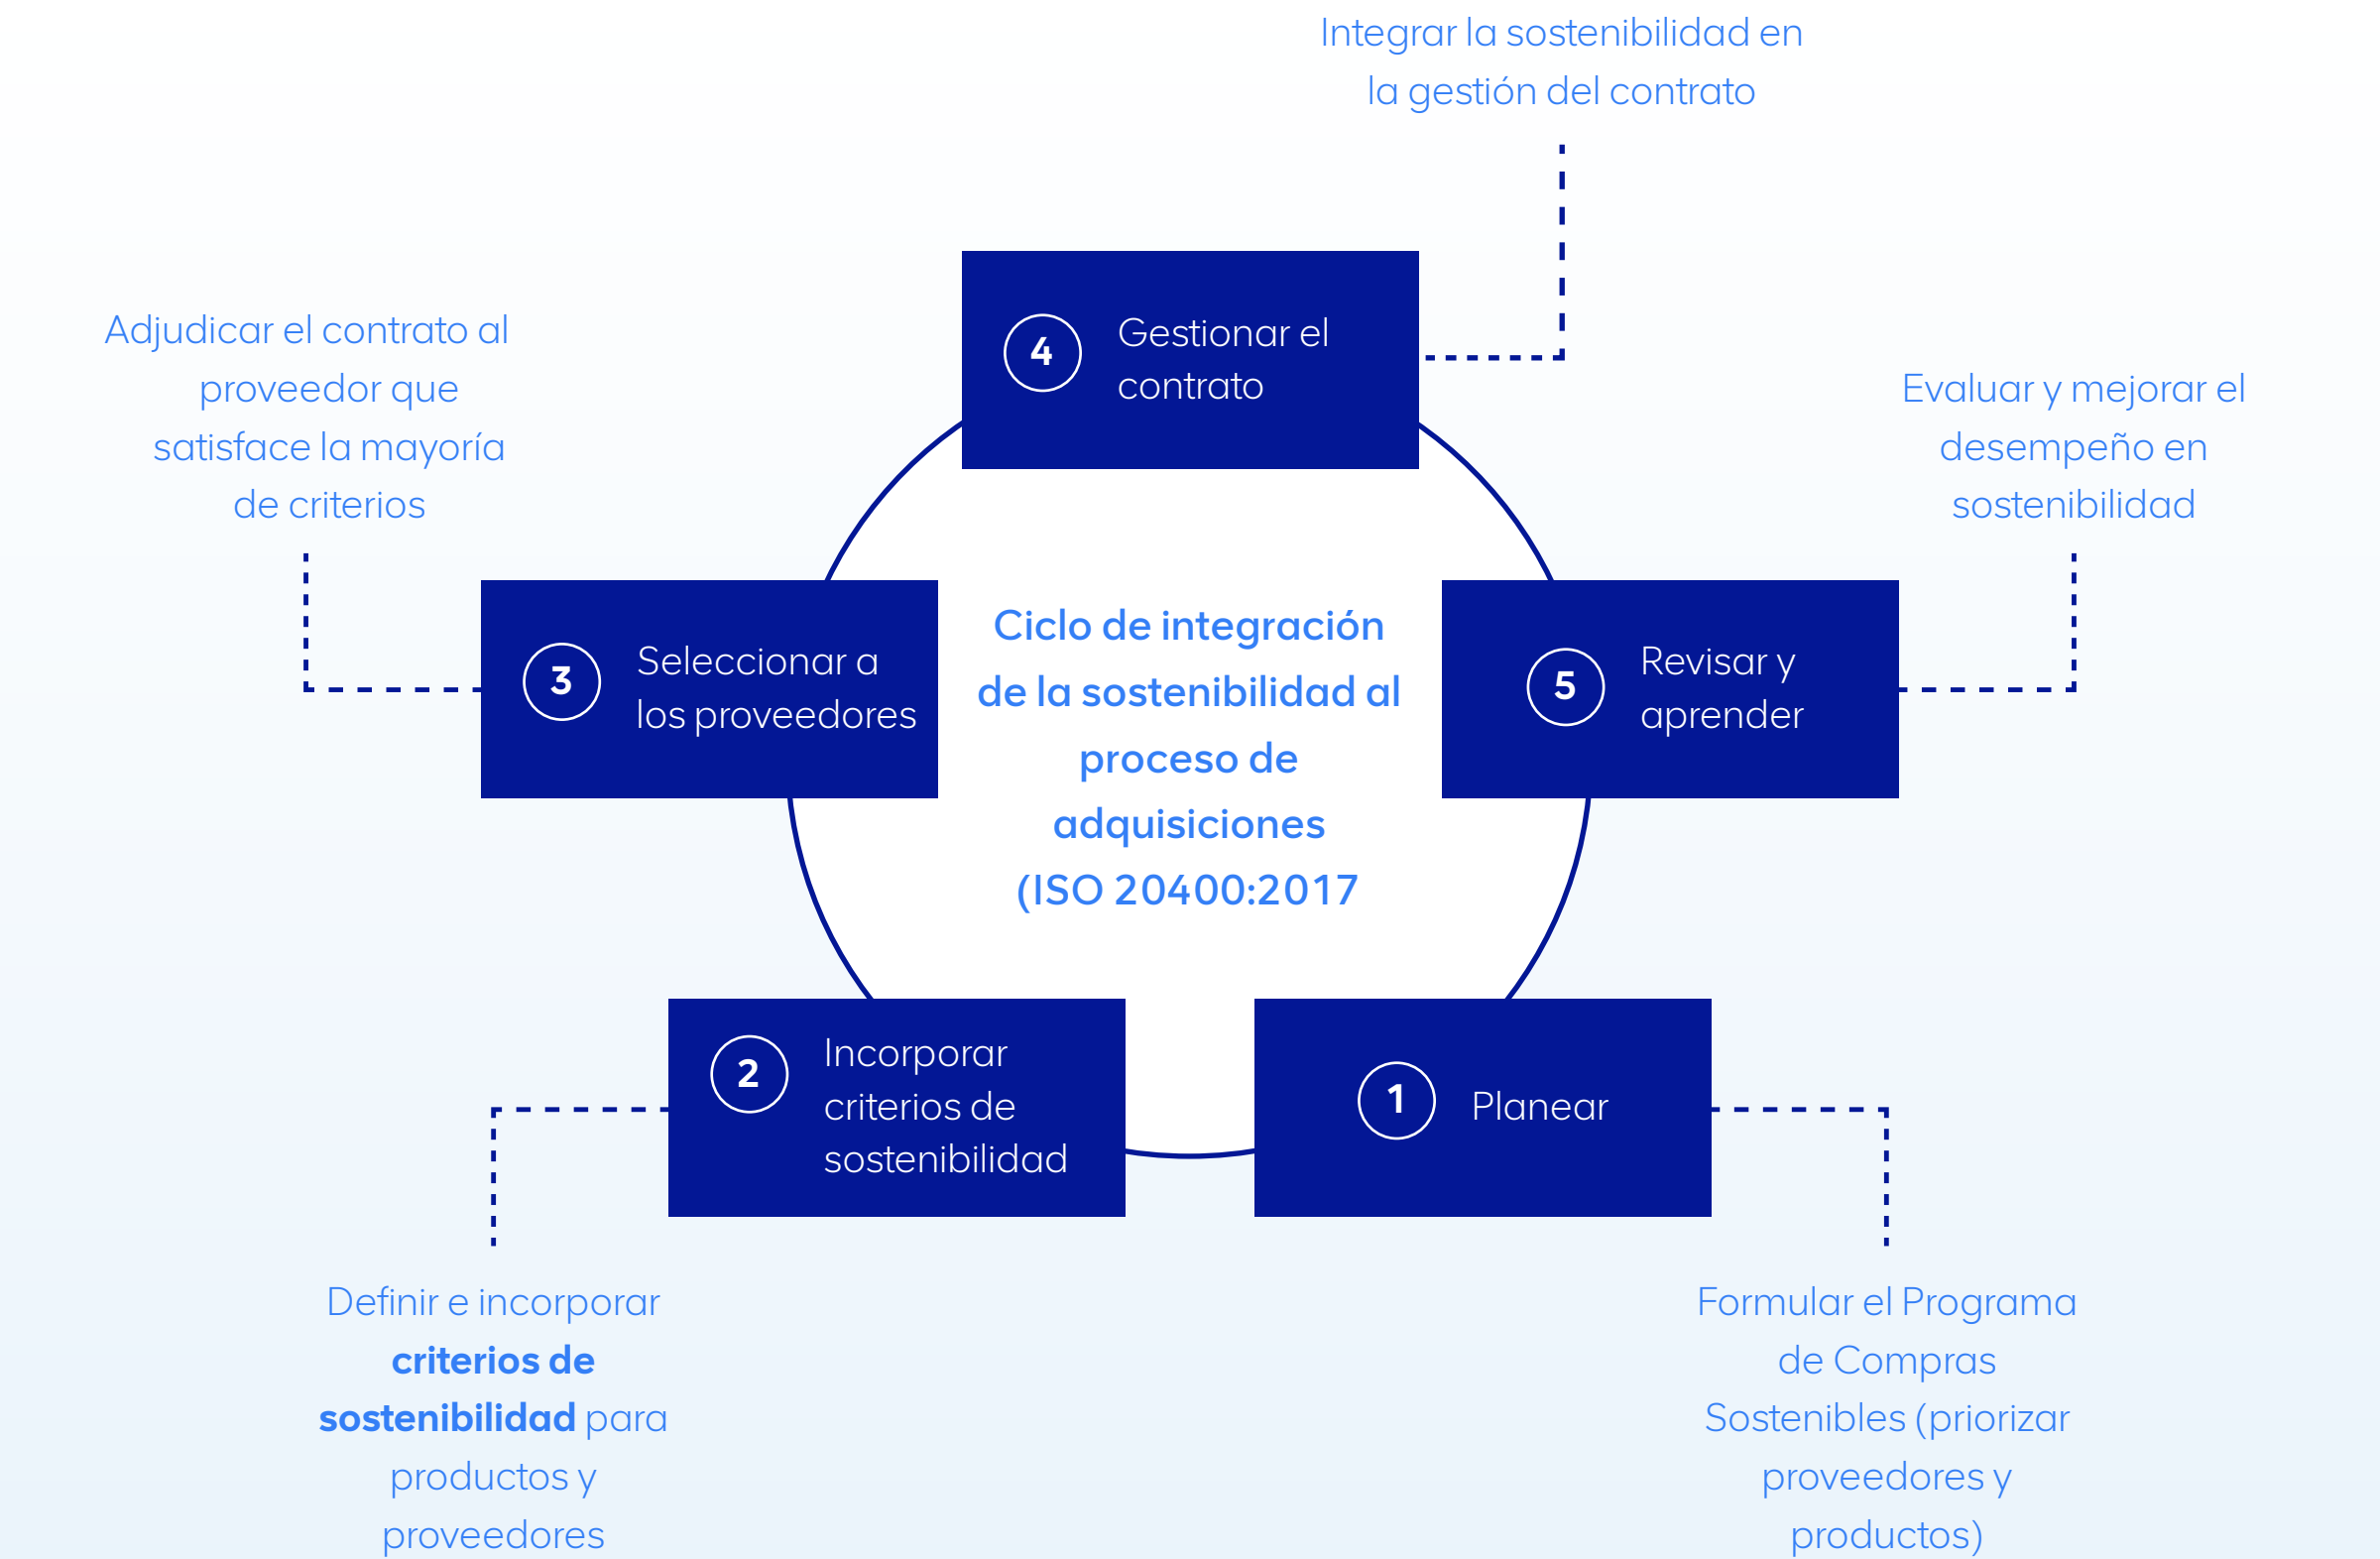 Integrar la sostenibilidad en
la gestión del contrato
4
Gestionar el
contrato
Adjudicar el contrato al
proveedor que
satisface la mayoría
de criterios
Evaluar y mejorar el
desempeño en
sostenibilidad
3
Seleccionar a
los proveedores
Ciclo de integración
de la sostenibilidad al
proceso de
adquisiciones
(ISO 20400:2017
5
Revisar y
aprender
2
Incorporar
criterios de
sostenibilidad
1
Planear
Definir e incorporar
criterios de
sostenibilidad para
productos y
proveedores
Formular el Programa
de Compras
Sostenibles (priorizar
proveedores y
productos)